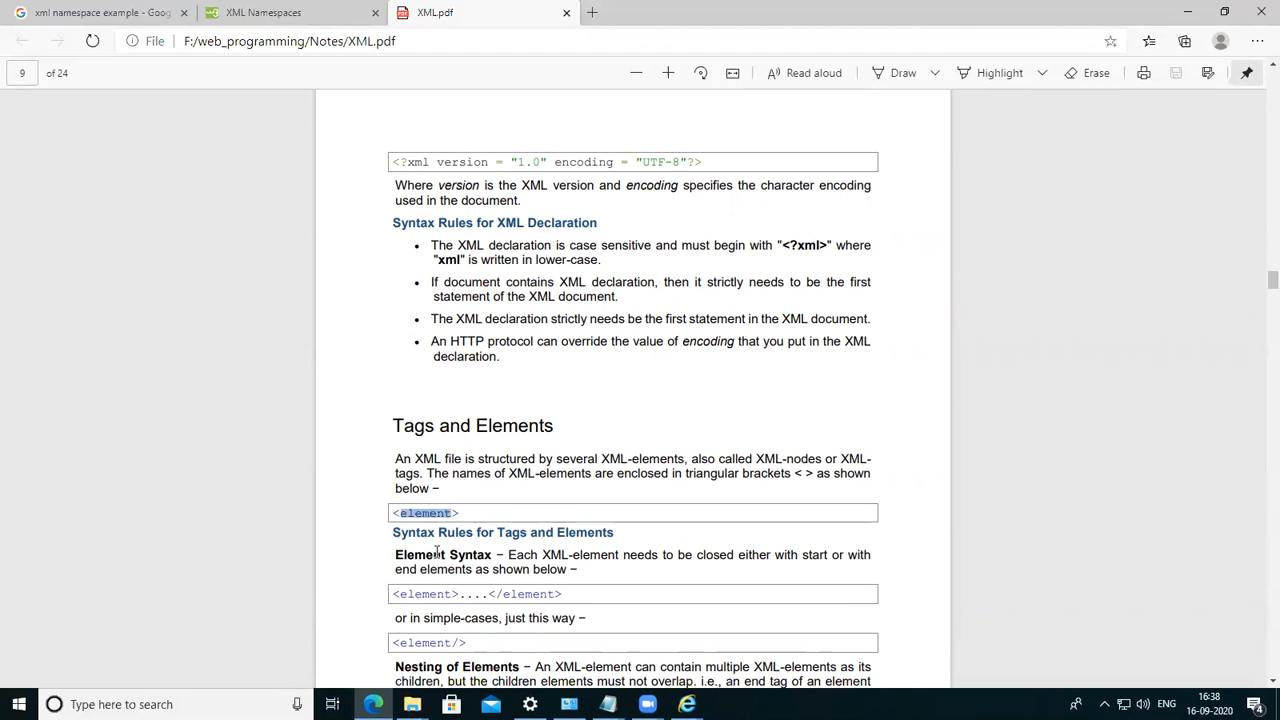 xml namespace example - Goog
XML Namespaces
XML.pdf
File
F:/web_programming/Notes/XML.pdf
9 of 24
Read aloud
Draw
Highlight
Erase
<?xml version = "1.0" encoding = "UTF-8"?>
Where version is the XML version and encoding specifies the character encoding
used in the document.
Syntax Rules for XML Declaration
• The XML declaration is case sensitive and must begin with "<?xml>" where
"xml" is written in lower-case.
• If document contains XML declaration, then it strictly needs to be the first
statement of the XML document.
• The XML declaration strictly needs be the first statement in the XML document.
• An HTTP protocol can override the value of encoding that you put in the XML
declaration.
Tags and Elements
An XML file is structured by several XML-elements, also called XML-nodes or XML-
tags. The names of XML-elements are enclosed in triangular brackets < > as shown
below −
<element>
Syntax Rules for Tags and Elements
Element Syntax − Each XML-element needs to be closed either with start or with
end elements as shown below −
<element>....</element>
or in simple-cases, just this way −
<element/>
Nesting of Elements − An XML-element can contain multiple XML-elements as its
children, but the children elements must not overlap. i.e., an end tag of an element
Type here to search
ENG
16:38
16-09-2020
4